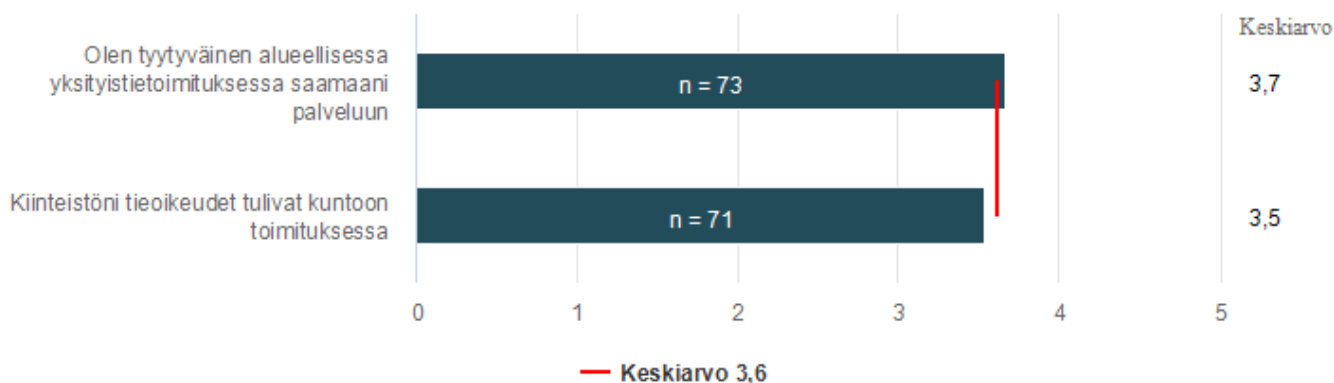 Keskiarvo
Olen tyytyväinen alueellisessa
yksityistietoimituksessa saamaani
palveluun
n = 73
3,7
Kiinteistöni tieoikeudet tulivat kuntoon
toimituksessa
n = 71
3,5
0 1 2 3 4 5
Keskiarvo 3,6